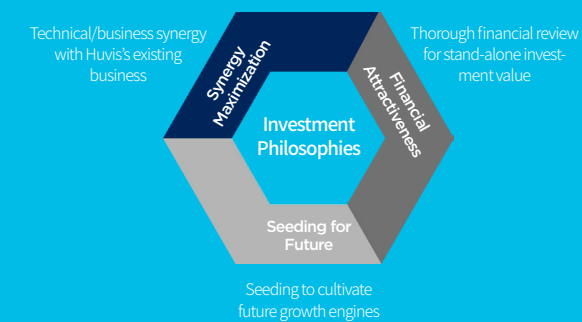 Technical/business synergy
with Huvis's existing
business
Synergy
Maximization
Thorough financial review
for stand-alone invest-
ment value
Financial
Attractiveness
Investment
Philosophies
Seeding for
Future
Seeding to cultivate
future growth engines